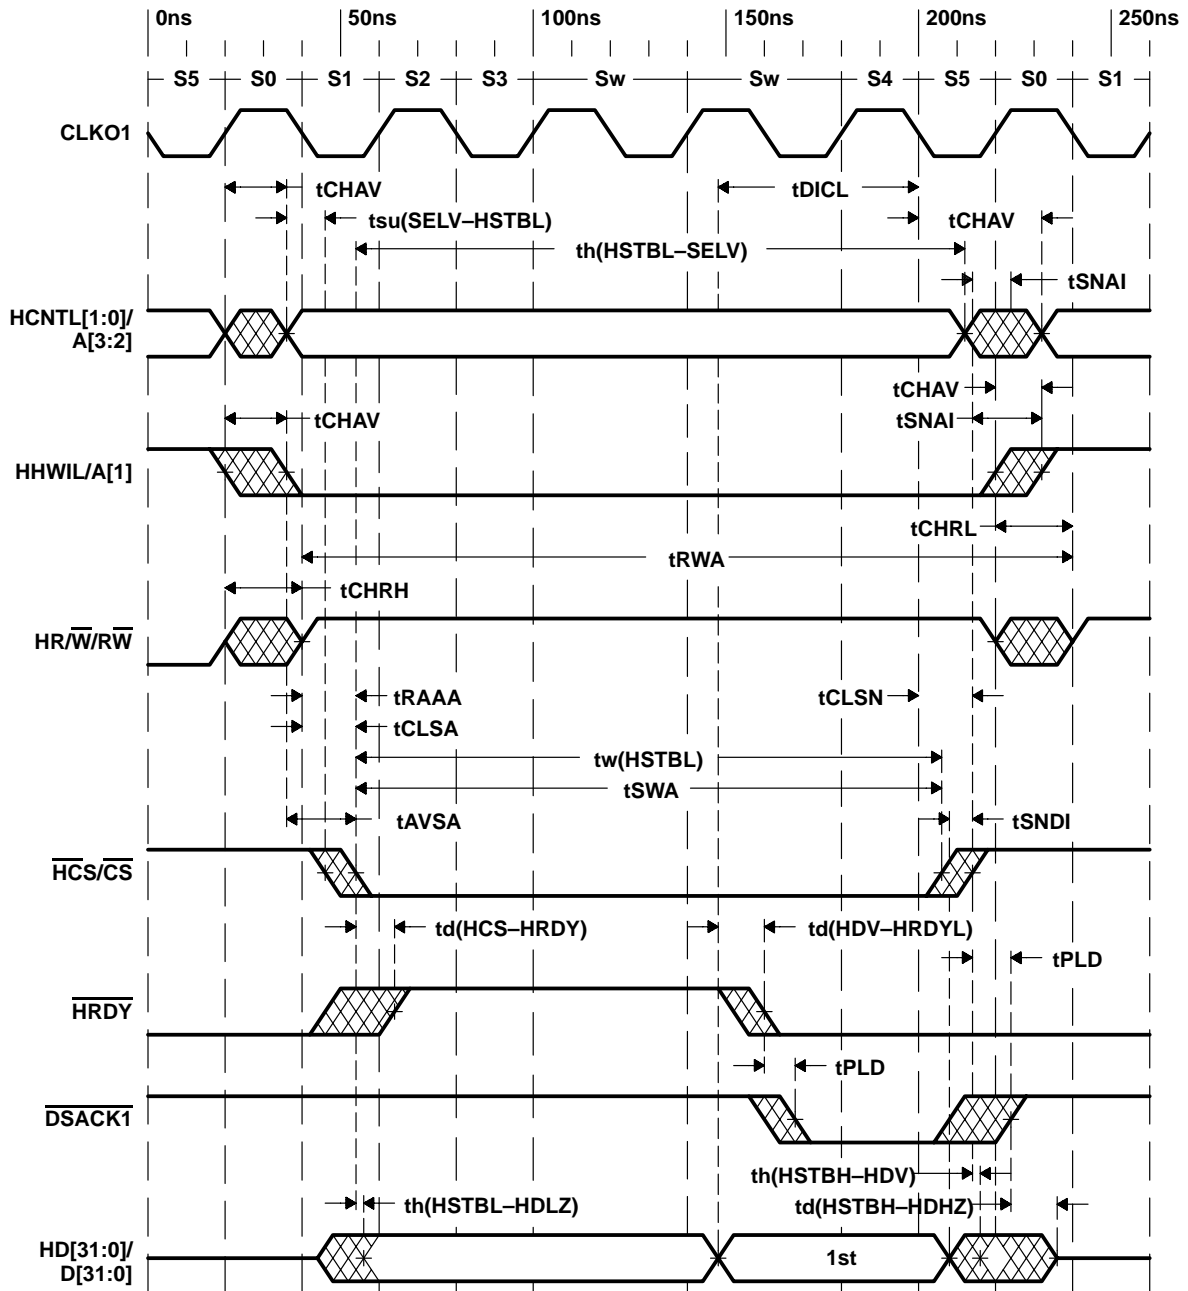 0ns 50ns 100ns 150ns 200ns 250ns
S5 S0 S1 S2 S3 Sw Sw S4 S5 S0 S1
CLKO1
tCHAV tDICL
tsu(SELV–HSTBL) tCHAV
th(HSTBL–SELV)
tSNAI
HCNTL[1:0]/
A[3:2]
tCHAV
tCHAV tSNAI
HHWIL/A[1]
tCHRL
tRWA
tCHRH
HR/W/RW
tRAAA tCLSN
tCLSA
tw(HSTBL)
tSWA
tAVSA tSNDI
HCS/CS
td(HCS–HRDY) td(HDV–HRDYL)
tPLD
HRDY
tPLD
DSACK1
th(HSTBH–HDV)
th(HSTBL–HDLZ) td(HSTBH–HDHZ)
HD[31:0]/
D[31:0]
1st